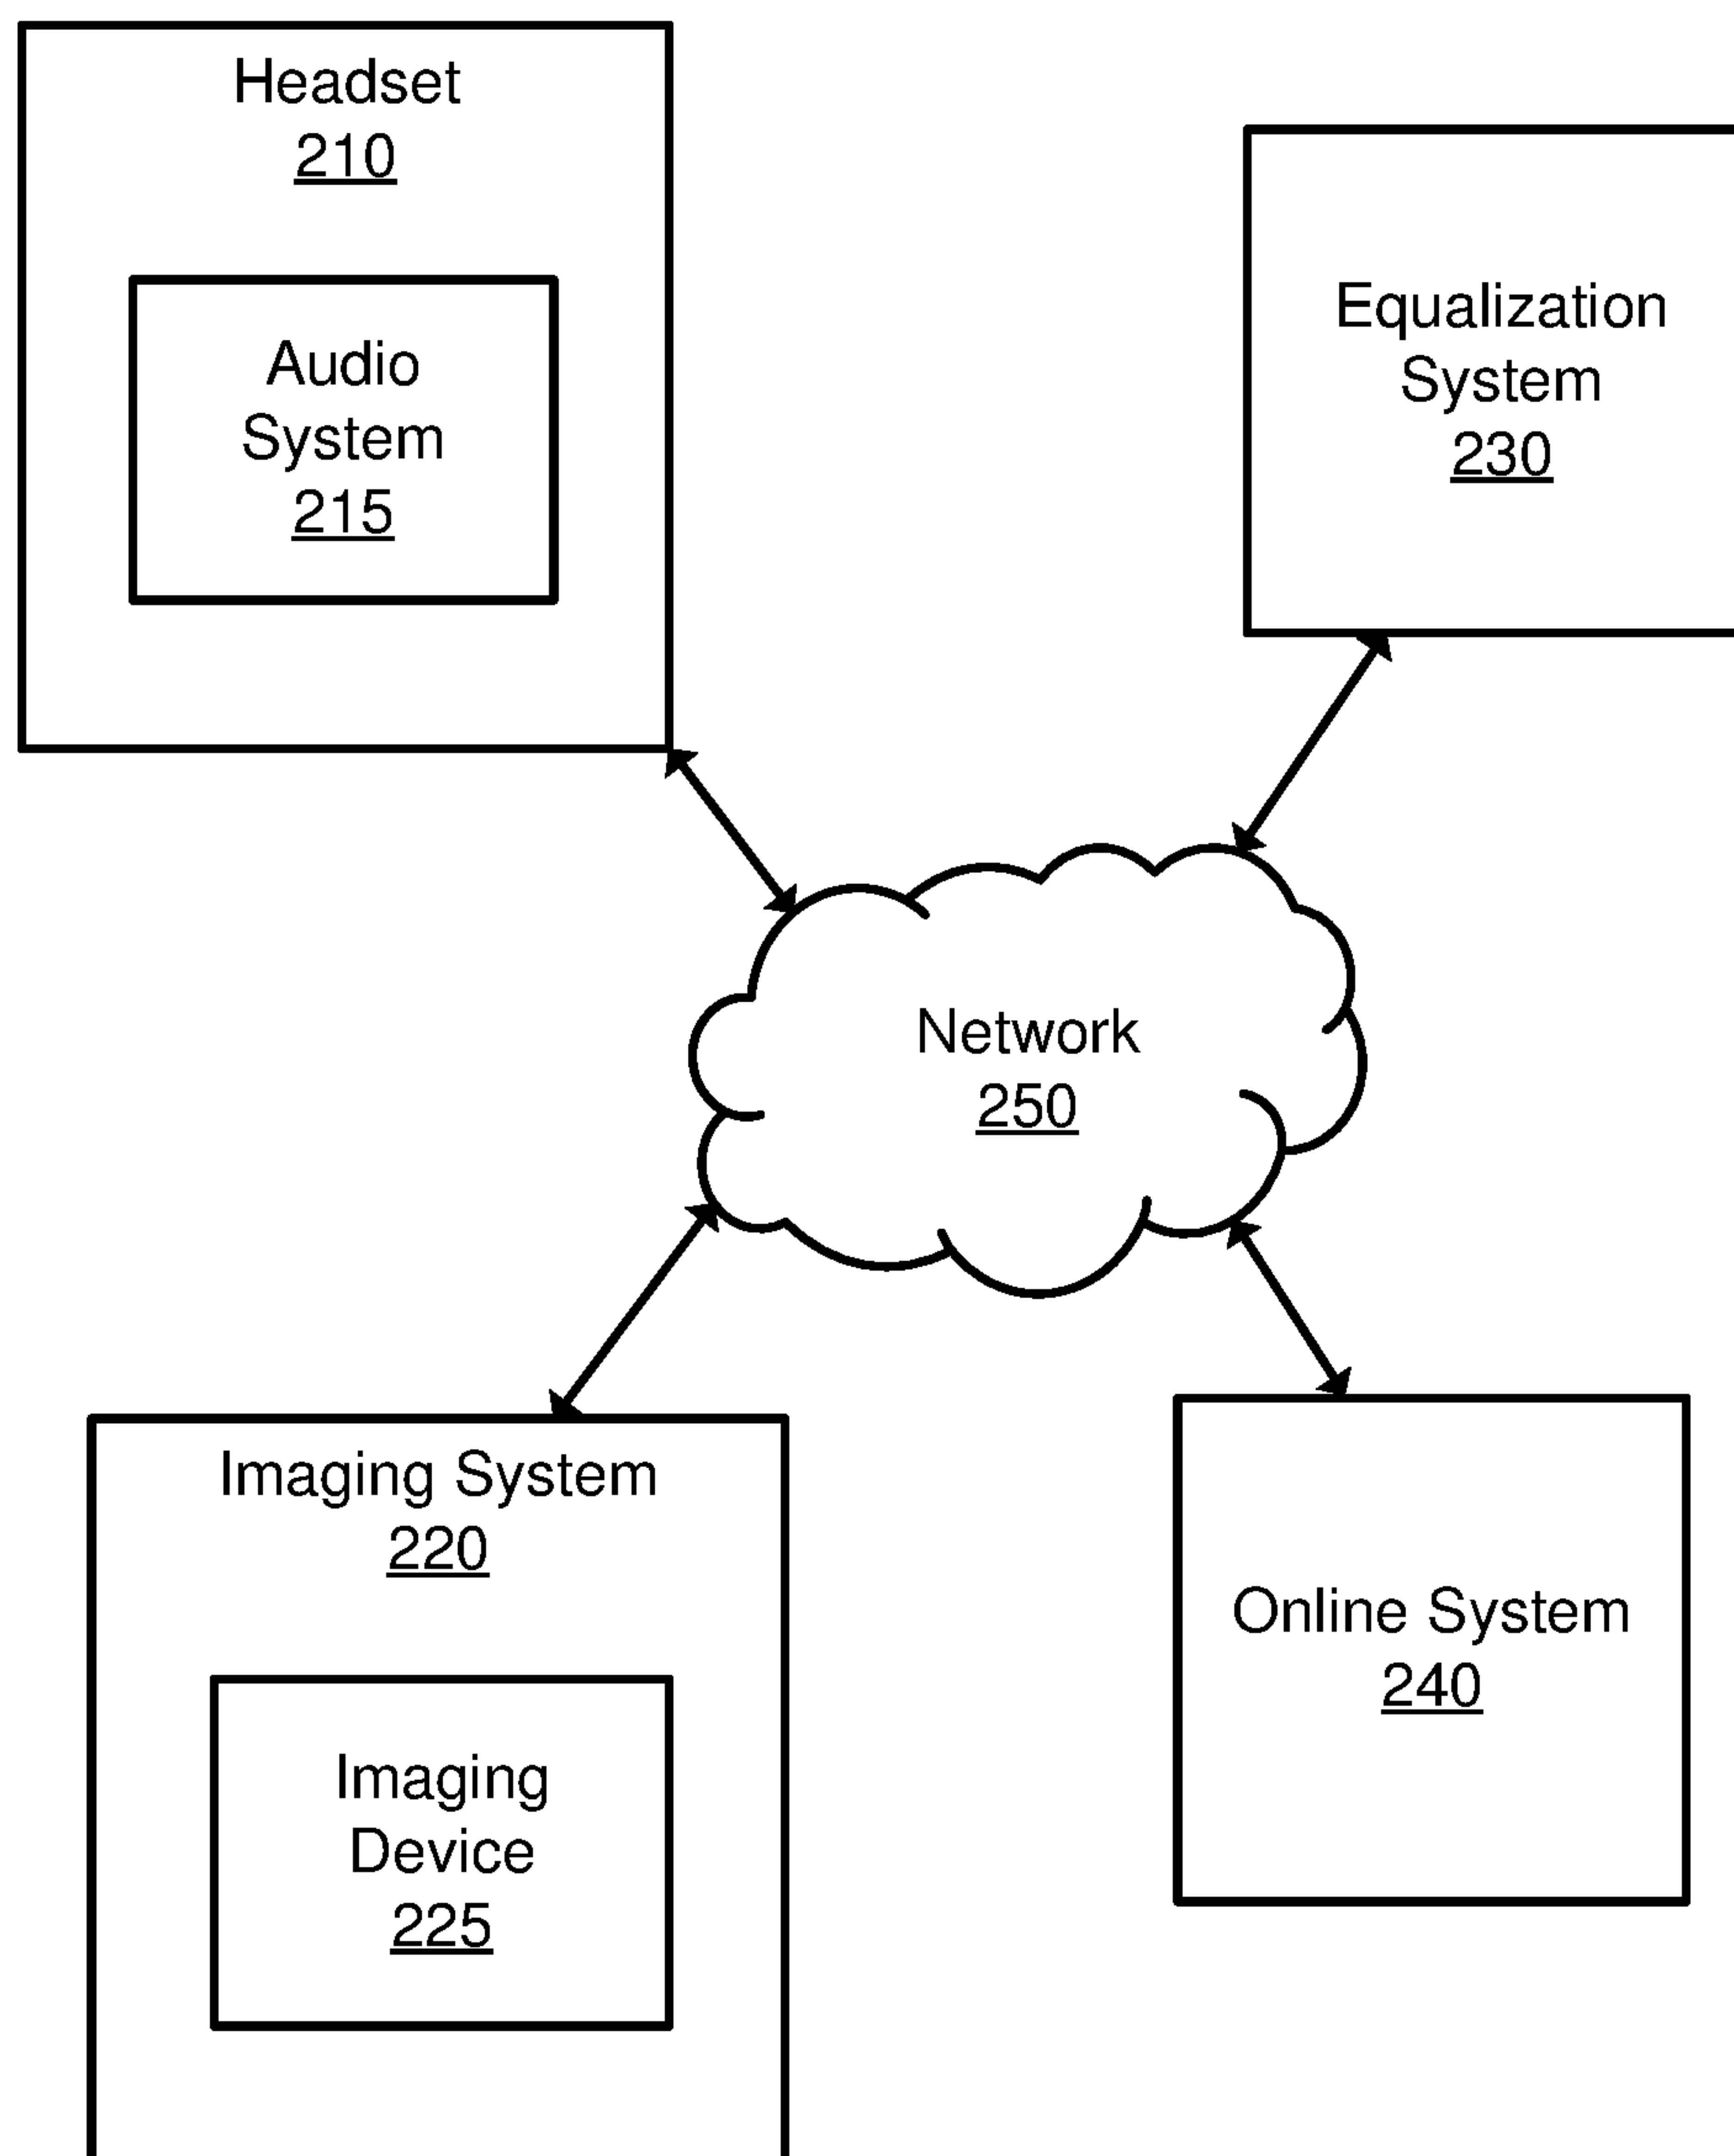 Headset
210
Audio
System
215
Equalization
System
230
Network
250
Imaging System
220
Imaging
Device
225
Online System
240